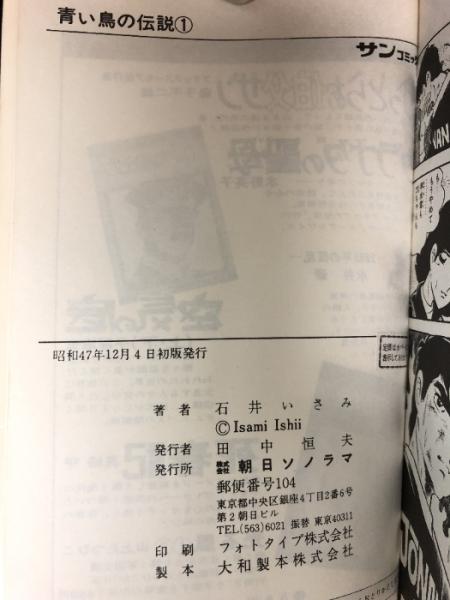 青い鳥の伝説①
サンコミッ
昭和47年12月4日初版発行
著者 石井いさみ
©Isami Ishii
発行者 田中恒夫
発行所 株式会社 朝日ソノラマ
郵便番号104
東京都中央区銀座4丁目2番6号
第2朝日ビル
TEL(563)6021 振替 東京40311
印刷 フォトタイプ株式会社
製本 大和製本株式会社